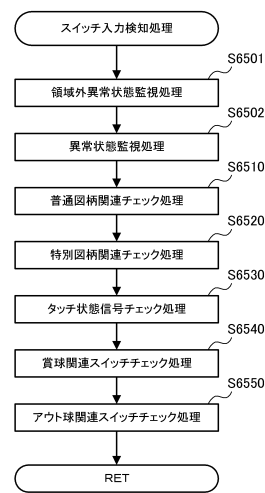 スイッチ入力検知処理
S6501
領域外異常状態監視処理
S6502
異常状態監視処理
S6510
普通図柄関連チェック処理
S6520
特別図柄関連チェック処理
S6530
タッチ状態信号チェック処理
S6540
賞球関連スイッチチェック処理
S6550
アウト球関連スイッチチェック処理
RET